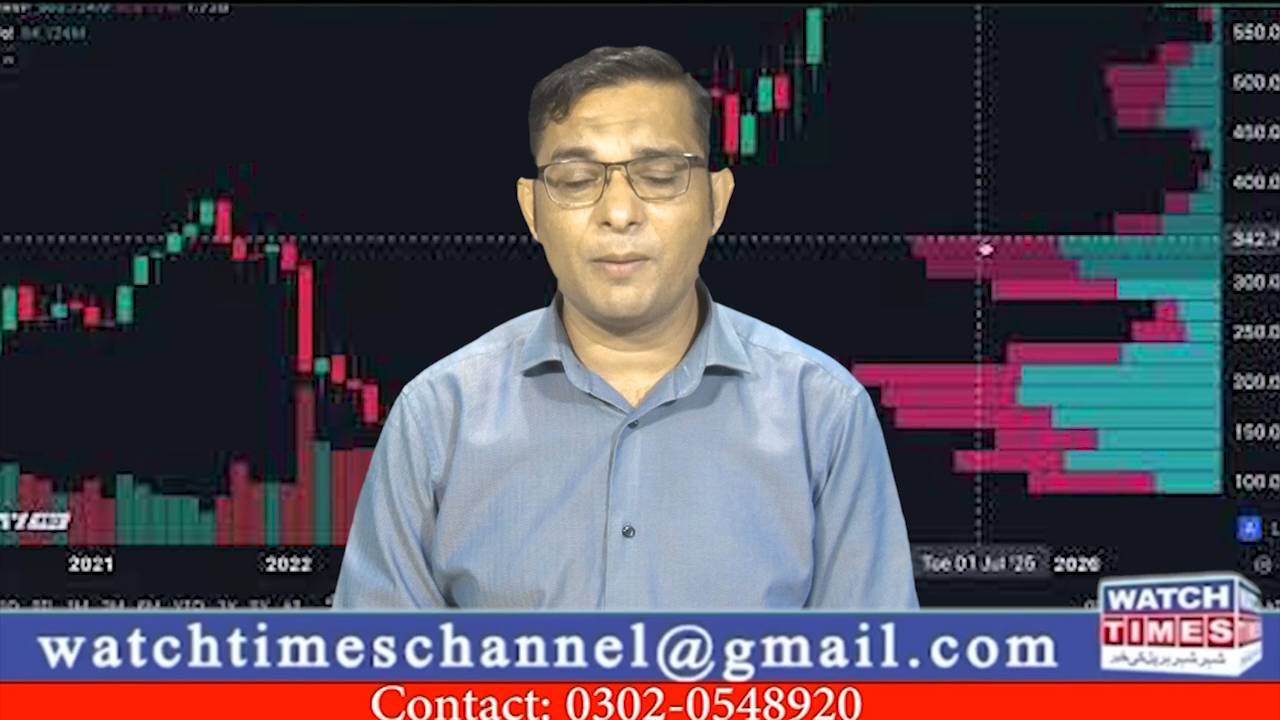 550.0
500.0
450.0
400.0
342.2
300.0
250.0
200.0
150.0
100.0
2021
2022
Tue 01 Jul '25
2026
WATCH
TIMES
watchtimeschannel@gmail.com
Contact: 0302-0548920